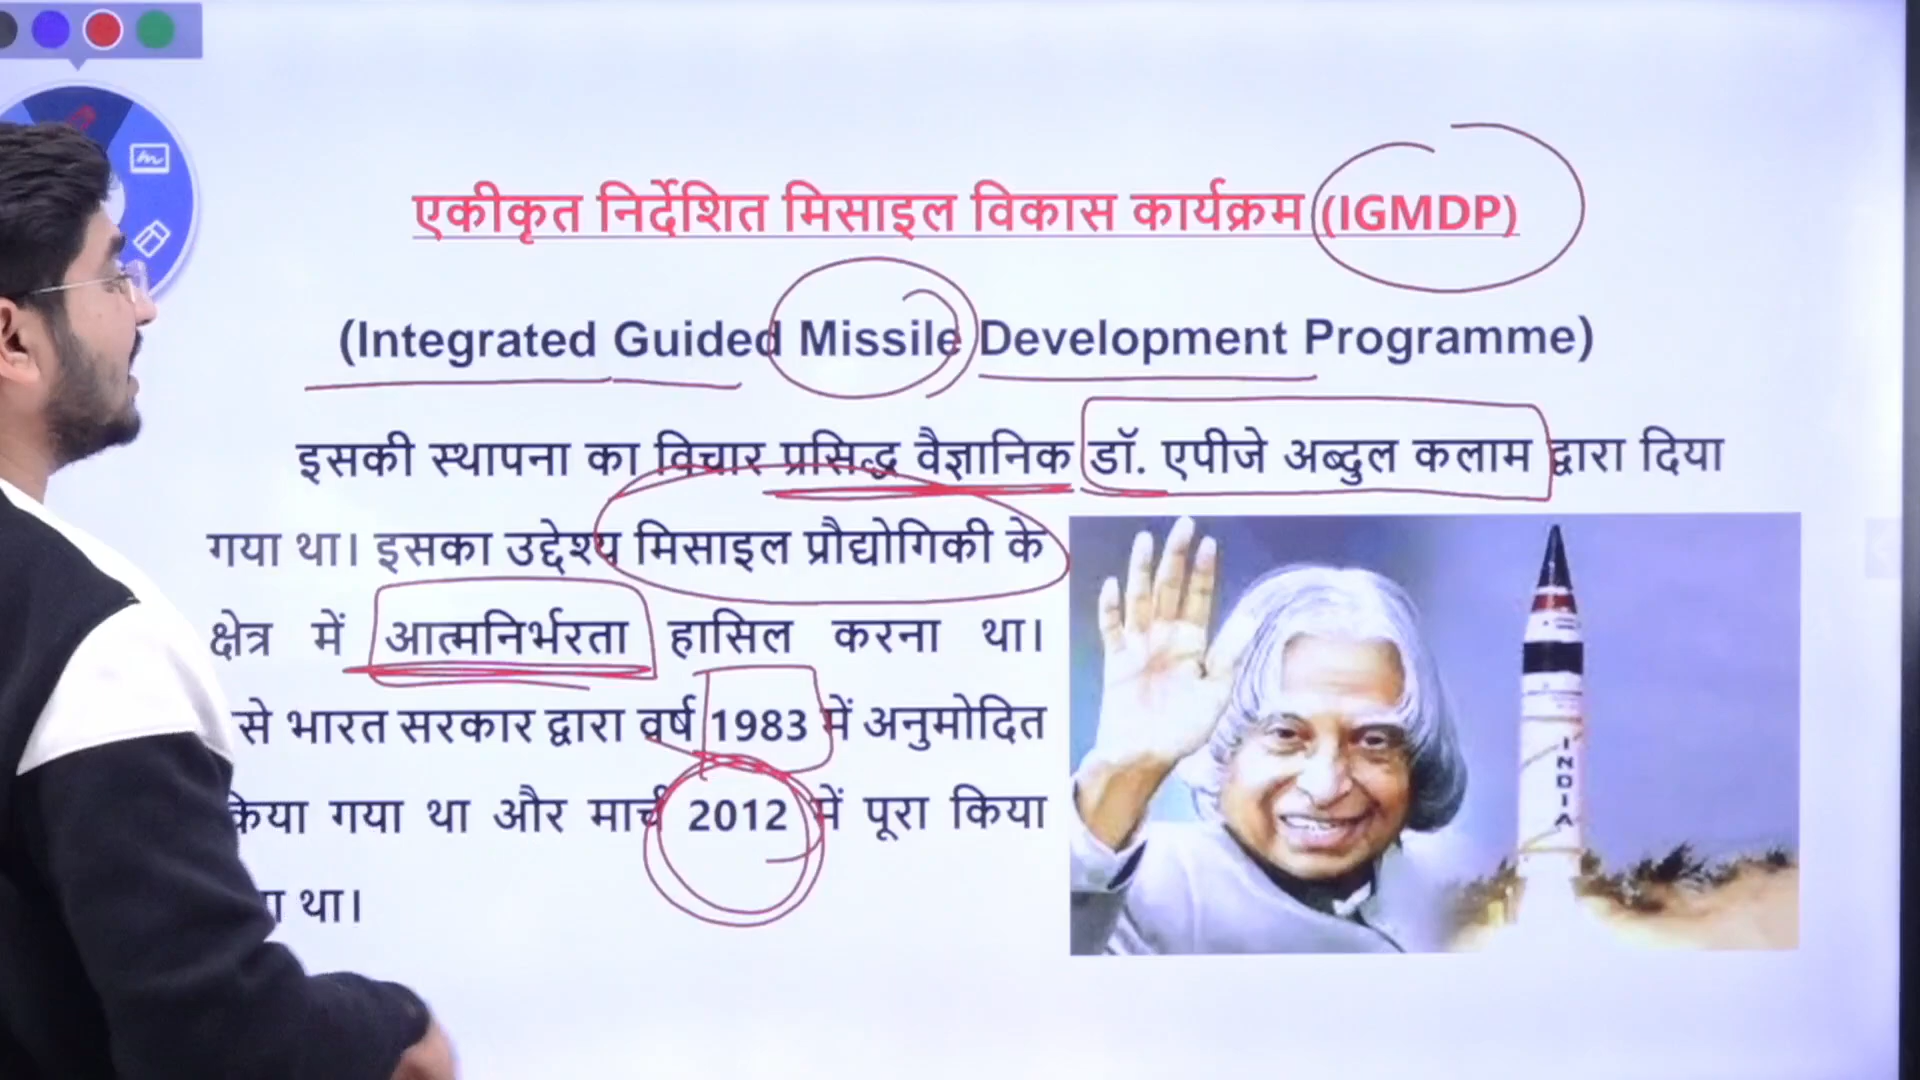 एकीकृत निर्देशित मिसाइल विकास कार्यक्रम (IGMDP)
(Integrated Guided Missile Development Programme)
इसकी स्थापना का विचार प्रसिद्ध वैज्ञानिक डॉ. एपीजे अब्दुल कलाम द्वारा दिया
गया था। इसका उद्देश्य मिसाइल प्रौद्योगिकी के
क्षेत्र में आत्मनिर्भरता हासिल करना था।
से भारत सरकार द्वारा वर्ष 1983 में अनुमोदित
किया गया था और मार्च 2012 में पूरा किया
था।
INDIA